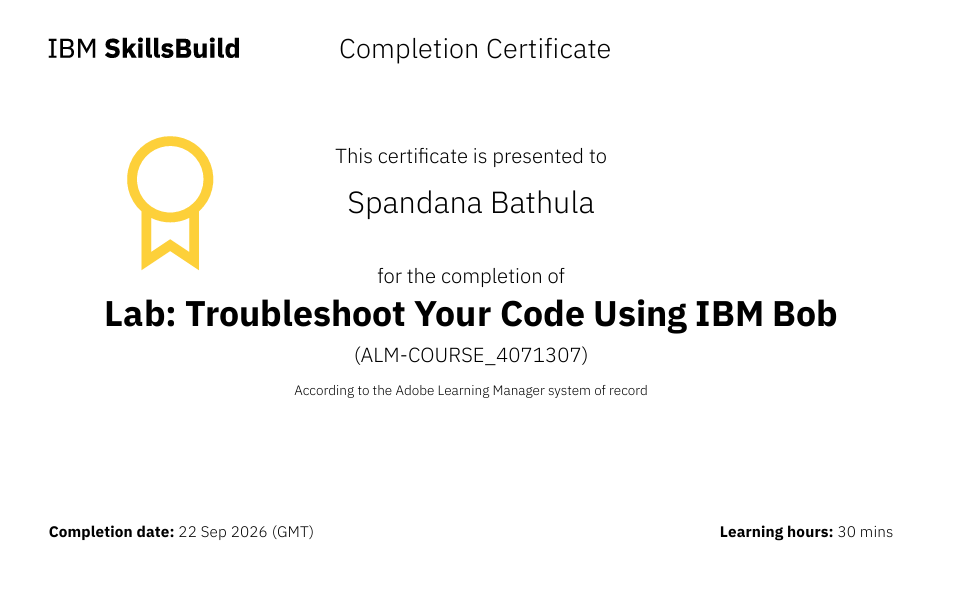 IBM SkillsBuild
Completion Certificate
This certificate is presented to
Spandana Bathula
for the completion of
Lab: Troubleshoot Your Code Using IBM Bob
(ALM-COURSE_4071307)
According to the Adobe Learning Manager system of record
Completion date: 22 Sep 2026 (GMT)
Learning hours: 30 mins